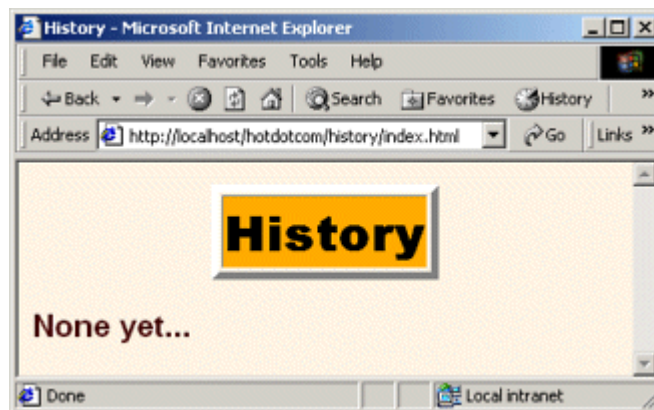 History - Microsoft Internet Explorer
File Edit View Favorites Tools Help
Back Search Favorites History »
Address http://localhost/hotdotcom/history/index.html Go Links »
History
None yet...
Done Local intranet